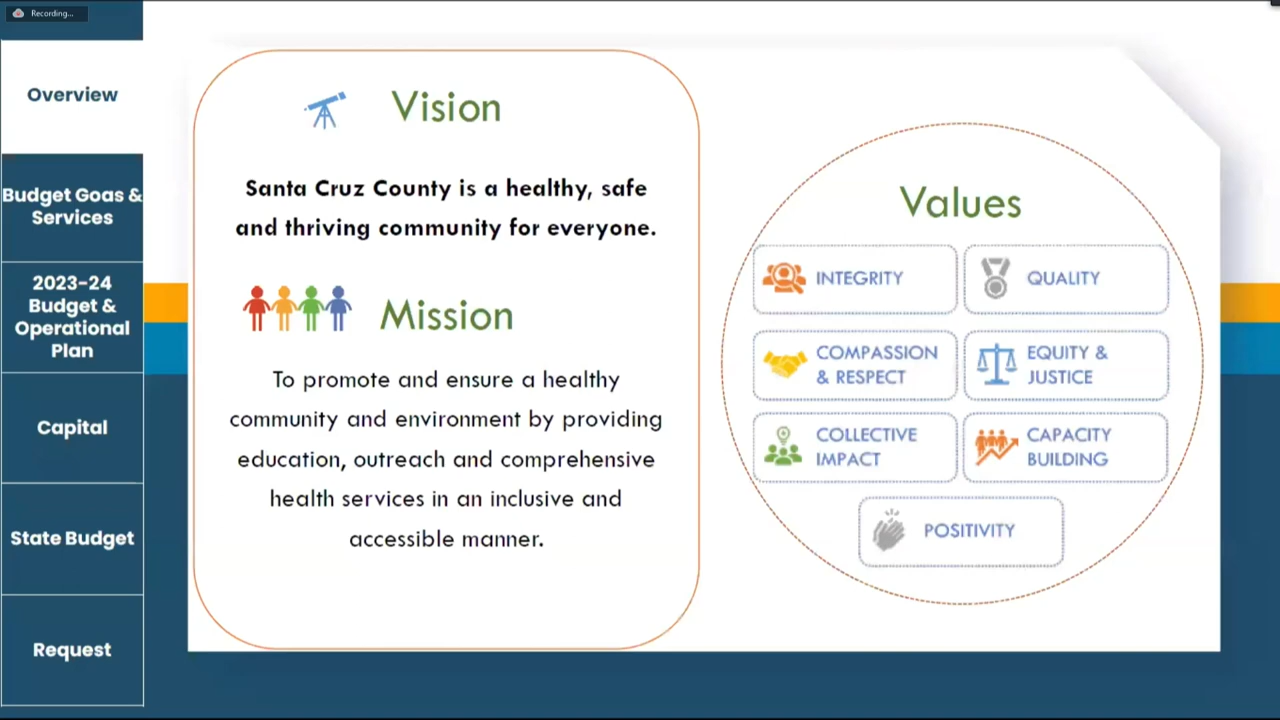 Recording...
Overview
Budget Goas &
Services
2023-24
Budget &
Operational
Plan
Capital
State Budget
Request
Vision
Santa Cruz County is a healthy, safe
and thriving community for everyone.
Mission
To promote and ensure a healthy
community and environment by providing
education, outreach and comprehensive
health services in an inclusive and
accessible manner.
Values
INTEGRITY
QUALITY
COMPASSION
& RESPECT
EQUITY &
JUSTICE
COLLECTIVE
IMPACT
CAPACITY
BUILDING
POSITIVITY